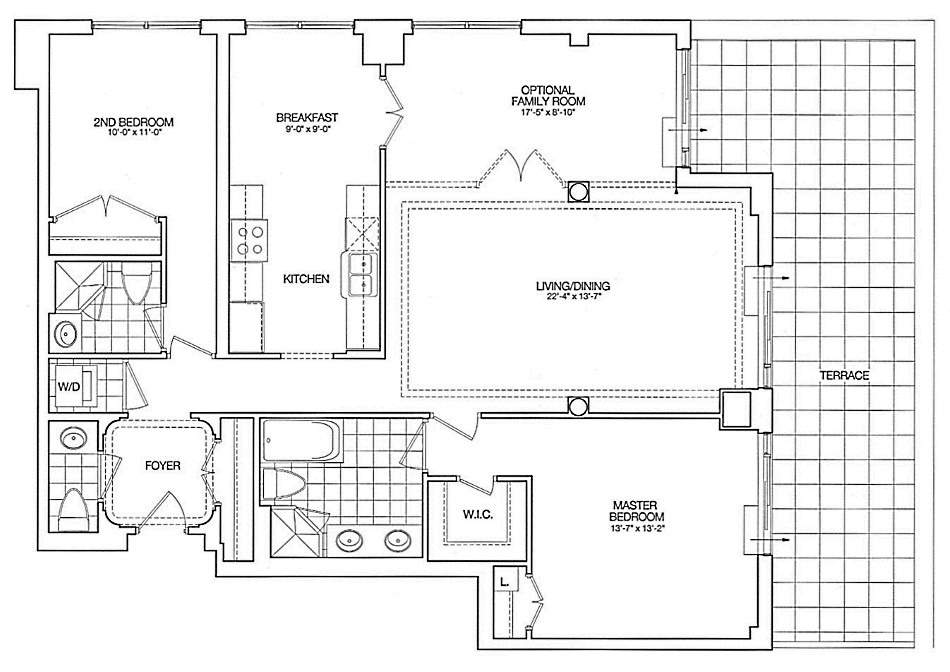 2ND BEDROOM
10'-0" x 11'-0"
BREAKFAST
9'-0" x 9'-0"
OPTIONAL
FAMILY ROOM
17'-5" x 8'-10"
KITCHEN
LIVING/DINING
22'-4" x 13'-7"
TERRACE
W/D
FOYER
W.I.C.
MASTER
BEDROOM
13'-7" x 13'-2"
L.